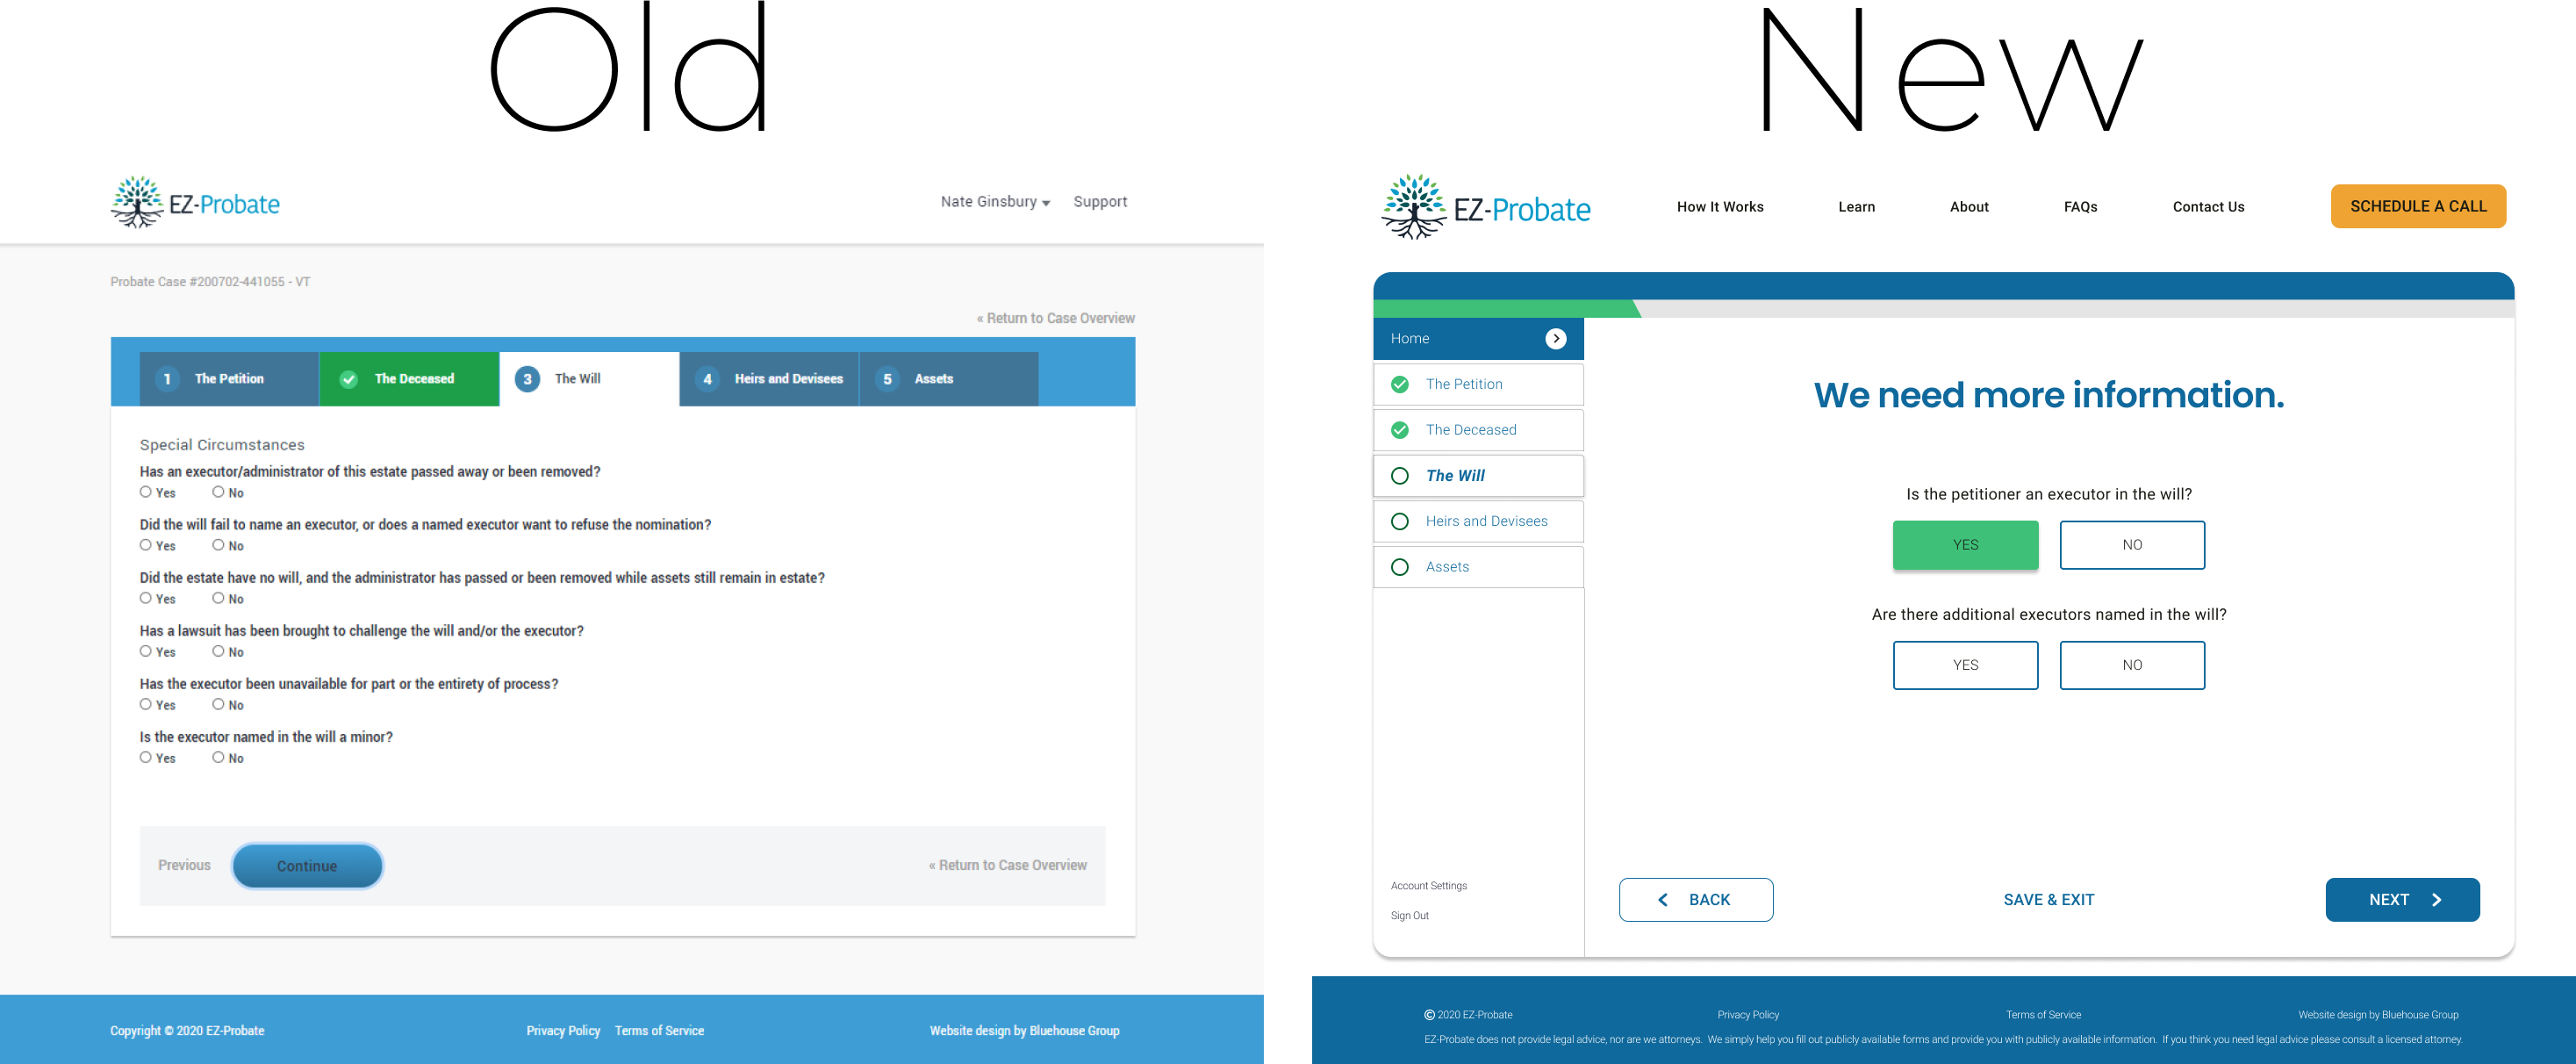 Old
EZ-Probate
Nate Ginsbury
Support
Probate Case #200702-441055 - VT
« Return to Case Overview
1 The Petition
The Deceased
3 The Will
4 Heirs and Devisees
5 Assets
Special Circumstances
Has an executor/administrator of this estate passed away or been removed?
Yes No
Did the will fail to name an executor, or does a named executor want to refuse the nomination?
Yes No
Did the estate have no will, and the administrator has passed or been removed while assets still remain in estate?
Yes No
Has a lawsuit has been brought to challenge the will and/or the executor?
Yes No
Has the executor been unavailable for part or the entirety of process?
Yes No
Is the executor named in the will a minor?
Yes No
Previous
Continue
« Return to Case Overview
Copyright © 2020 EZ-Probate
Privacy Policy
Terms of Service
Website design by Bluehouse Group
New
EZ-Probate
How It Works
Learn
About
FAQs
Contact Us
SCHEDULE A CALL
Home
The Petition
The Deceased
The Will
Heirs and Devisees
Assets
Account Settings
Sign Out
We need more information.
Is the petitioner an executor in the will?
YES NO
Are there additional executors named in the will?
YES NO
BACK
SAVE & EXIT
NEXT
© 2020 EZ-Probate
Privacy Policy
Terms of Service
Website design by Bluehouse Group
EZ-Probate does not provide legal advice, nor are we attorneys. We simply help you fill out publicly available forms and provide you with publicly available information. If you think you need legal advice please consult a licensed attorney.